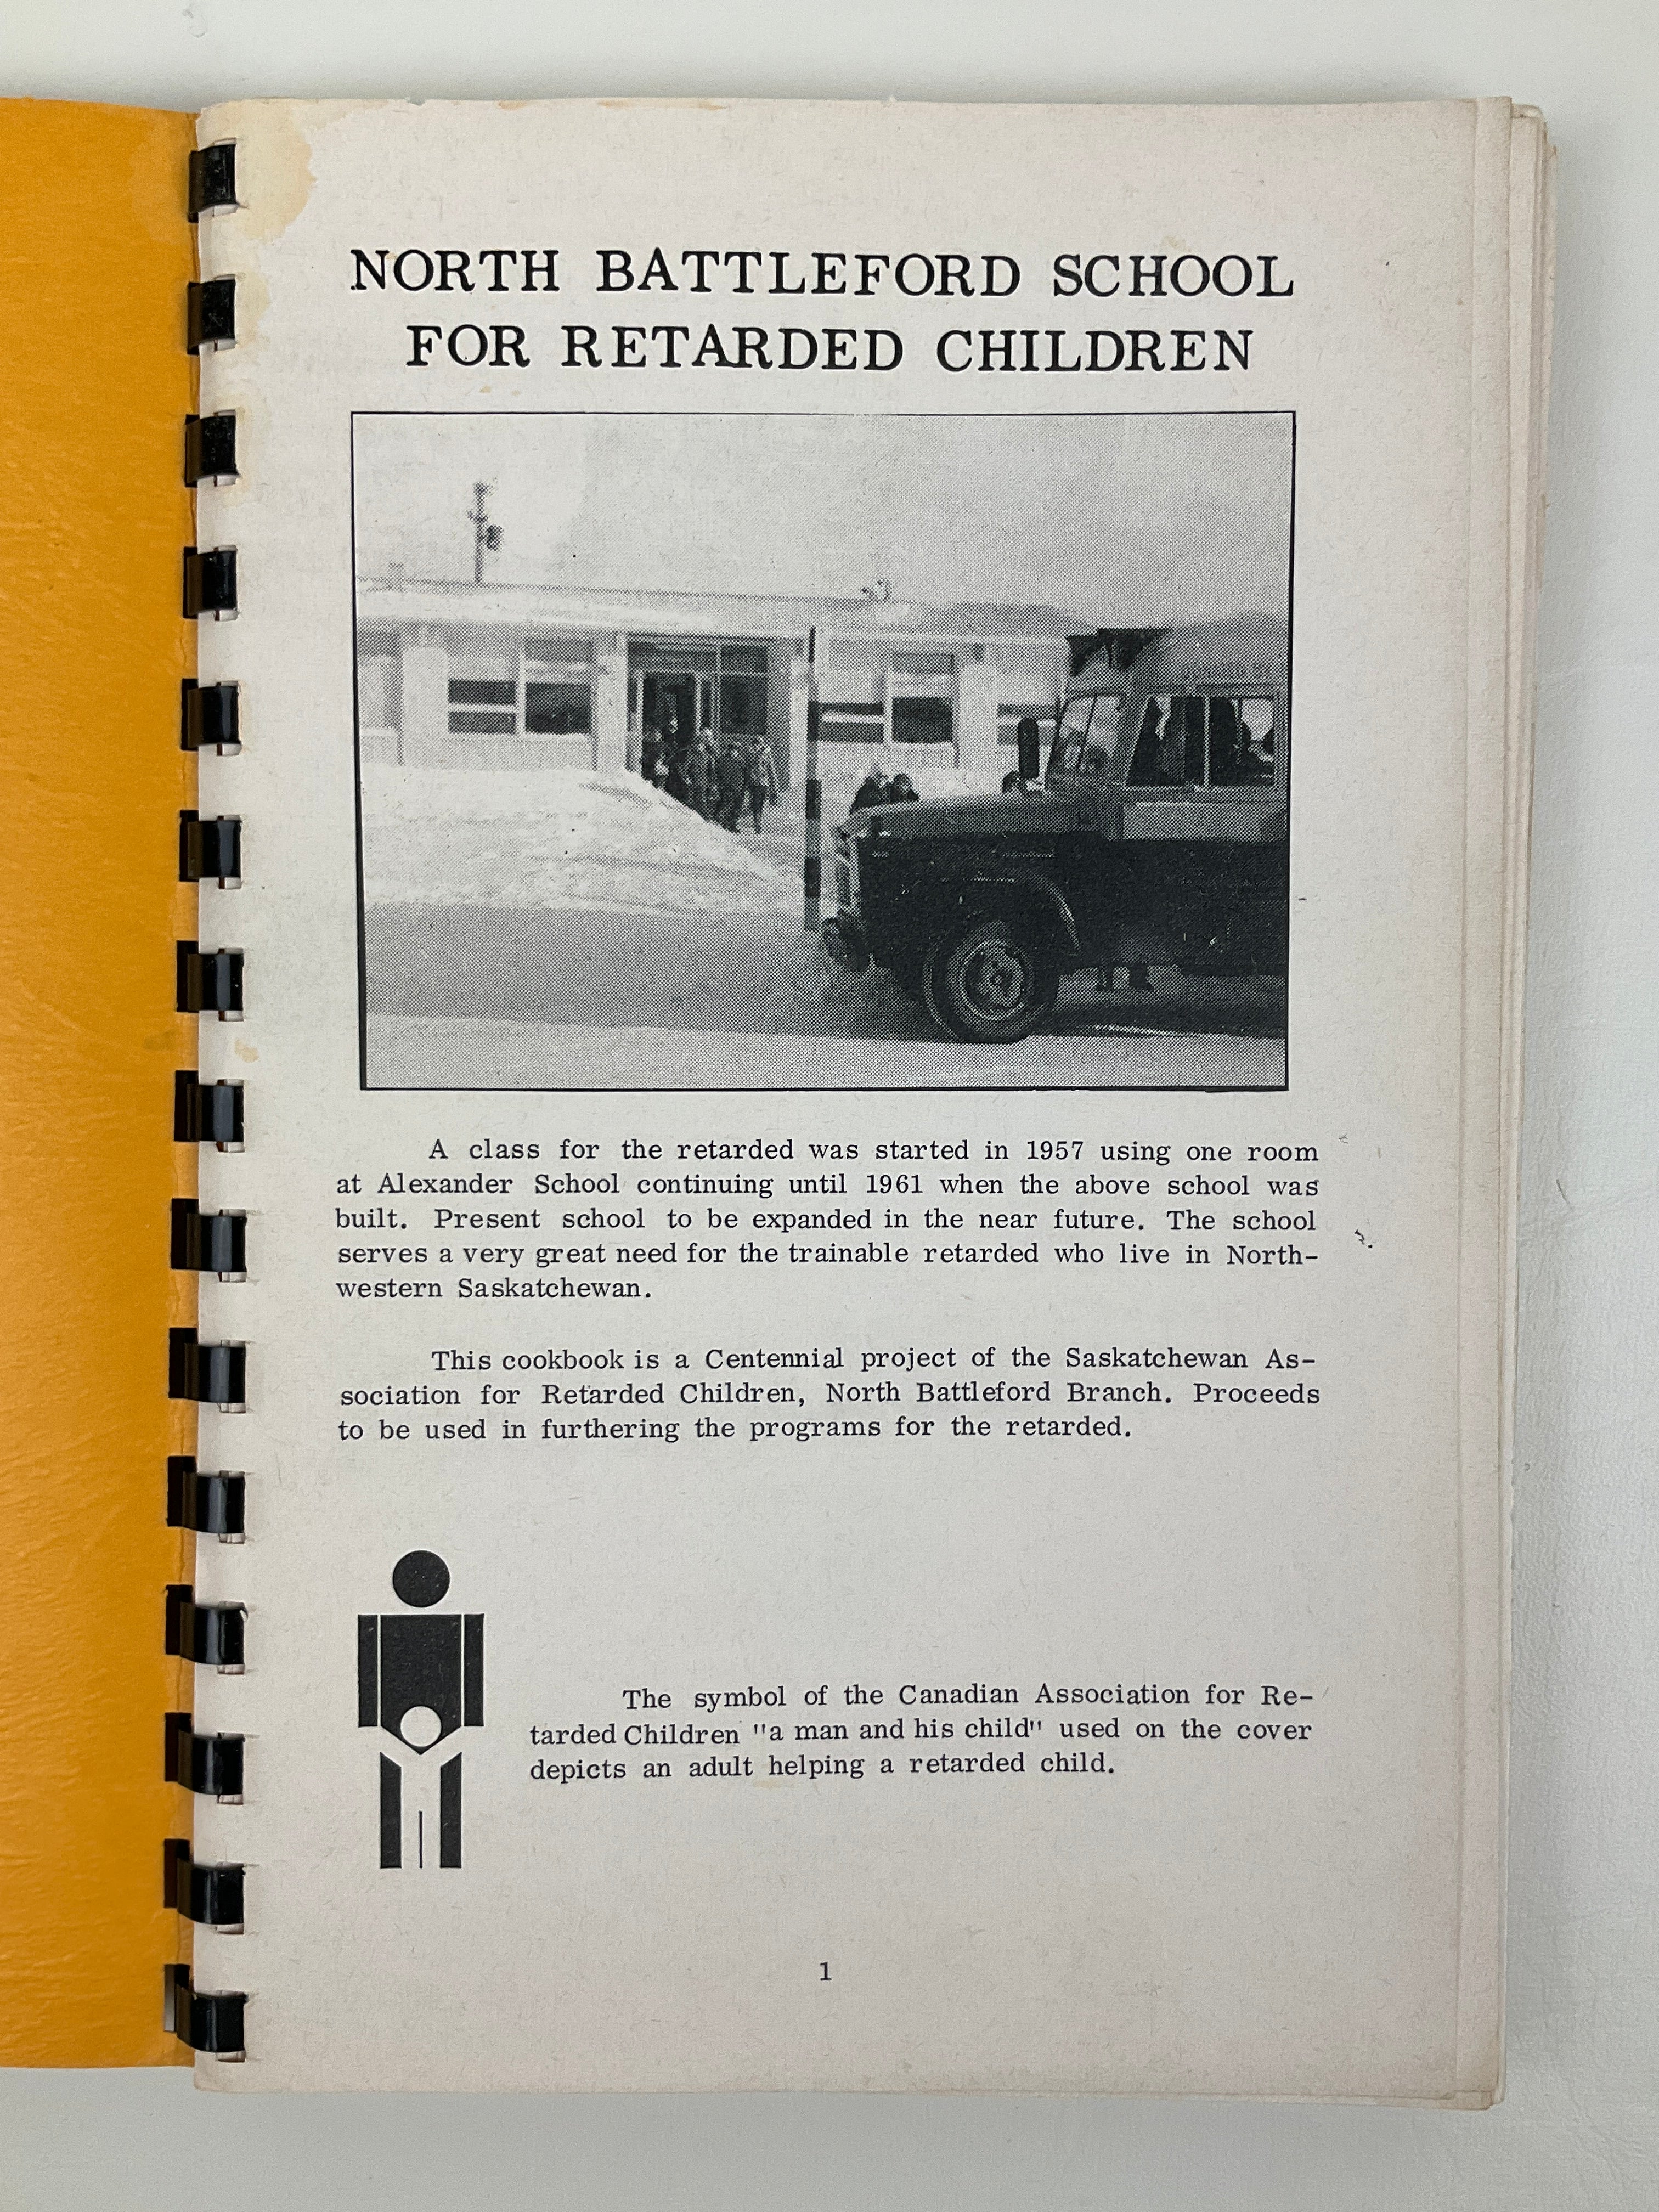 NORTH BATTLEFORD SCHOOL
FOR RETARDED CHILDREN
A class for the retarded was started in 1957 using one room
at Alexander School continuing until 1961 when the above school was
built. Present school to be expanded in the near future. The school
serves a very great need for the trainable retarded who live in North-
western Saskatchewan.
This cookbook is a Centennial project of the Saskatchewan As-
sociation for Retarded Children, North Battleford Branch. Proceeds
to be used in furthering the programs for the retarded.
The symbol of the Canadian Association for Re-
tarded Children "a man and his child" used on the cover
depicts an adult helping a retarded child.
1